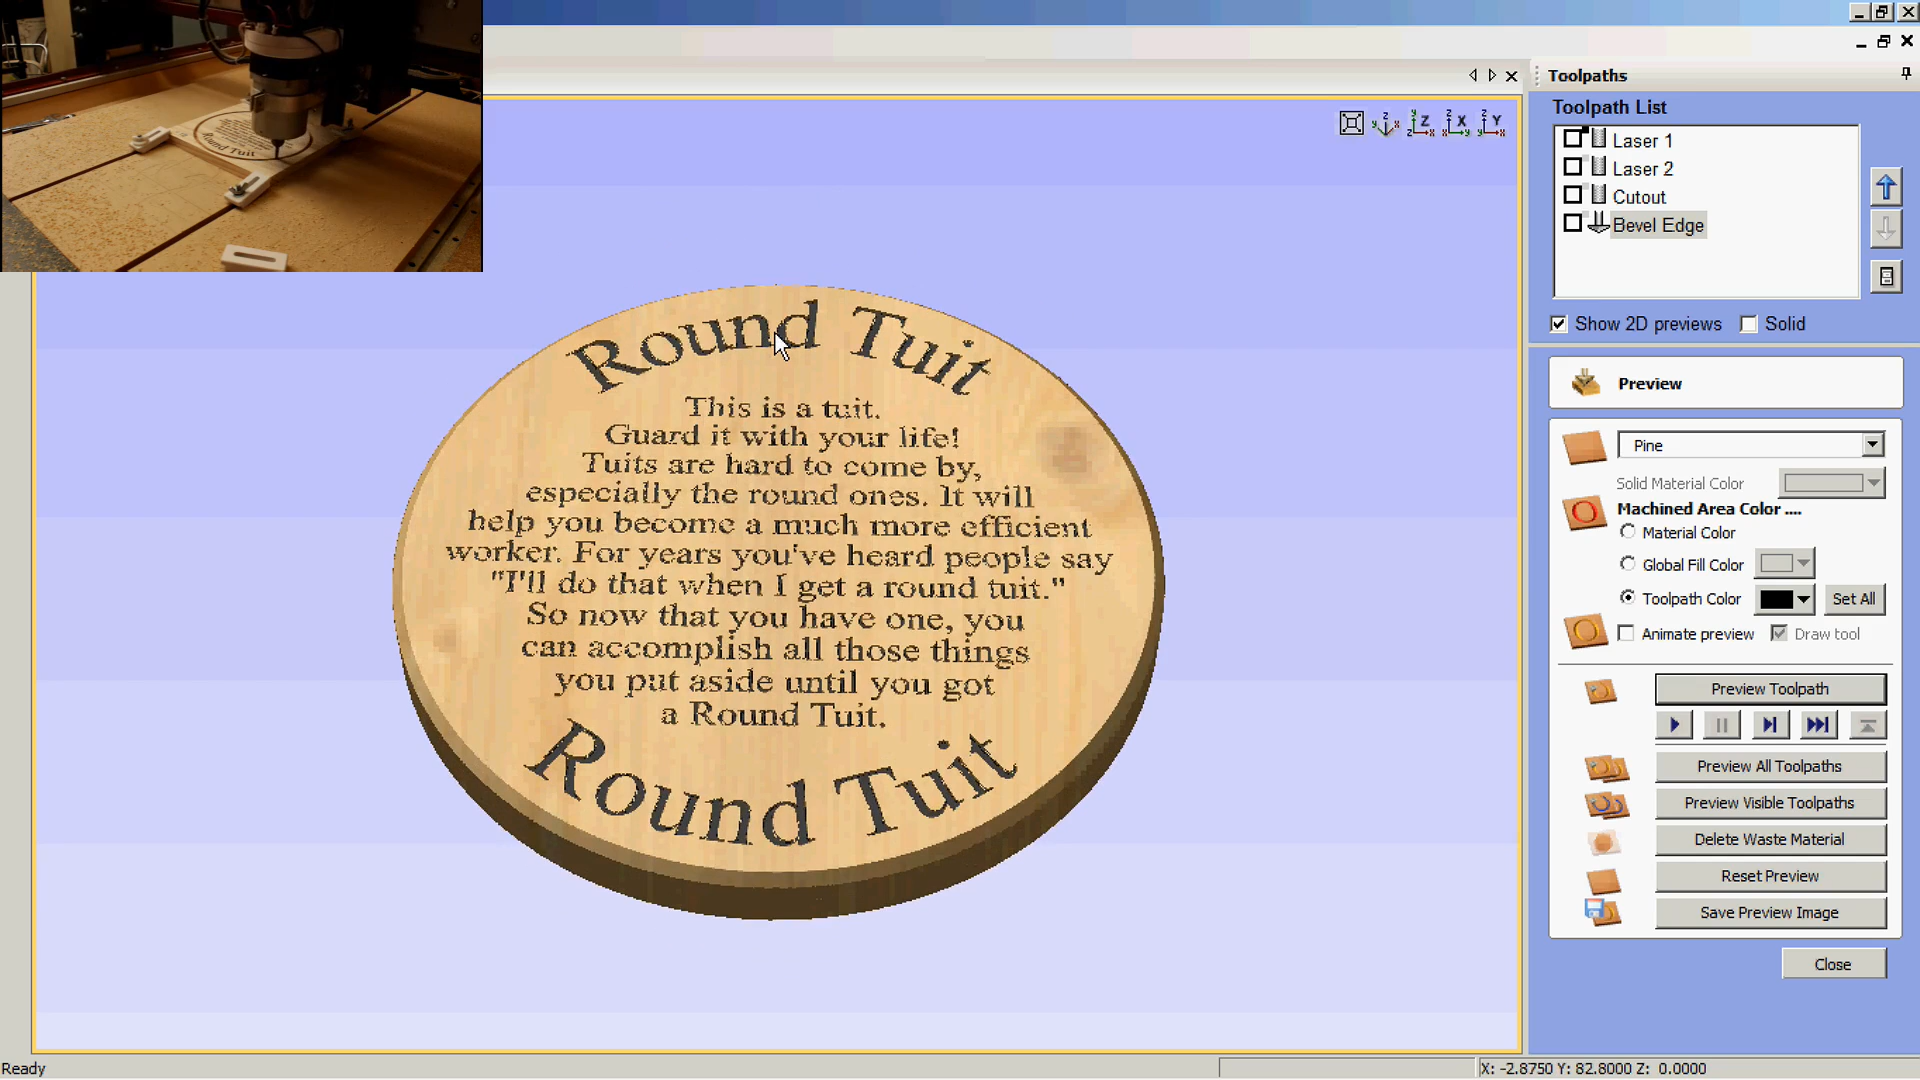 Round Tuit
Toolpaths
Toolpath List
Laser 1
Laser 2
Cutout
Bevel Edge
Show 2D previews
Solid
Round Tuit
This is a tuit.
Guard it with your life!
Tuits are hard to come by,
especially the round ones. It will
help you become a much more efficient
worker. For years you've heard people say
"I'll do that when I get a round tuit."
So now that you have one, you
can accomplish all those things
you put aside until you got
a Round Tuit.
Round Tuit
Preview
Pine
Solid Material Color
Machined Area Color ....
Material Color
Global Fill Color
Toolpath Color
Set All
Animate preview
Draw tool
Preview Toolpath
Preview All Toolpaths
Preview Visible Toolpaths
Delete Waste Material
Reset Preview
Save Preview Image
Close
Ready
X: -2.8750 Y: 82.8000 Z: 0.0000